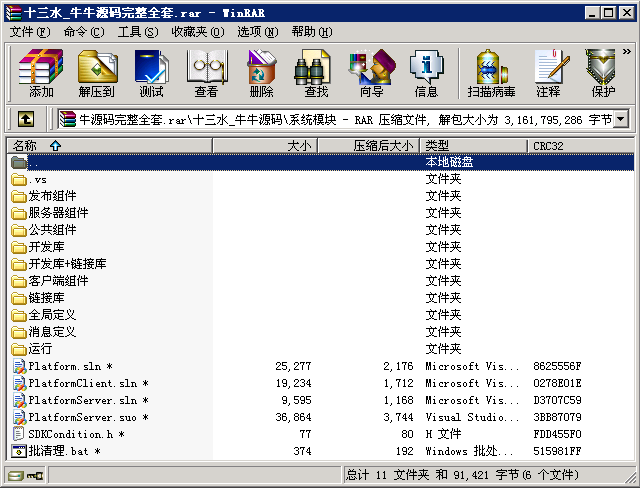 十三水_牛牛源码完整全套.rar - WinRAR
文件(F) 命令(C) 工具(S) 收藏夹(O) 选项(N) 帮助(H)
添加 解压到 测试 查看 删除 查找 向导 信息 扫描病毒 注释 保护
牛源码完整全套.rar\十三水_牛牛源码\系统模块 - RAR 压缩文件, 解包大小为 3,161,795,286 字节
名称 大小 压缩后大小 类型 CRC32
.. 本地磁盘
.vs 文件夹
发布组件 文件夹
服务器组件 文件夹
公共组件 文件夹
开发库 文件夹
开发库+链接库 文件夹
客户端组件 文件夹
链接库 文件夹
全局定义 文件夹
消息定义 文件夹
运行 文件夹
Platform.sln * 25,277 2,176 Microsoft Vis... 8625556F
PlatformClient.sln * 19,234 1,712 Microsoft Vis... 0278E01E
PlatformServer.sln * 9,595 1,168 Microsoft Vis... D3707C59
PlatformServer.suo * 36,864 3,744 Visual Studio... 3BB87079
SDKCondition.h * 77 80 H 文件 FDD455F0
批清理.bat * 374 192 Windows 批处... 515981FF
总计 11 文件夹 和 91,421 字节(6 个文件)